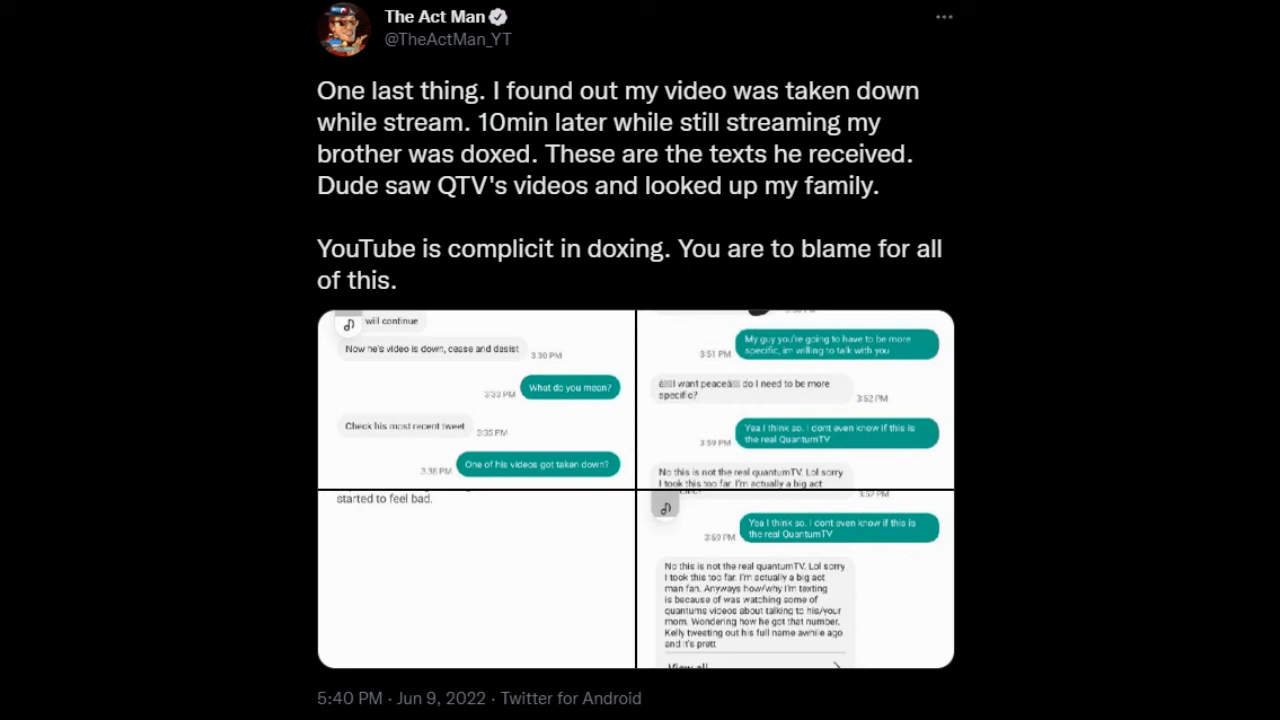 The Act Man
@TheActMan_YT
One last thing. I found out my video was taken down
while stream. 10min later while still streaming my
brother was doxed. These are the texts he received.
Dude saw QTV's videos and looked up my family.
YouTube is complicit in doxing. You are to blame for all
of this.
will continue
Now he's video is down, cease and desist
3:30 PM
What do you mean?
3:33 PM
Check his most recent tweet
3:35 PM
One of his videos got taken down?
3:36 PM
My guy you're going to have to be more
specific, im willing to talk with you
3:51 PM
I want peace do I need to be more
specific?
3:52 PM
Yea I think so. I dont even know if this is
the real QuantumTV
3:59 PM
No this is not the real quantumTV. Lol sorry
I took this too far. I'm actually a big act
started to feel bad.
3:52 PM
Yea I think so. I dont even know if this is
the real QuantumTV
3:59 PM
No this is not the real quantumTV. Lol sorry
I took this too far. I'm actually a big act
man fan. Anyways how/why I'm texting
is because of was watching some of
quantums videos about talking to his/your
mom. Wondering how he got that number.
Kelly tweeting out his full name awhile ago
and it's prett
View all
5:40 PM · Jun 9, 2022 · Twitter for Android